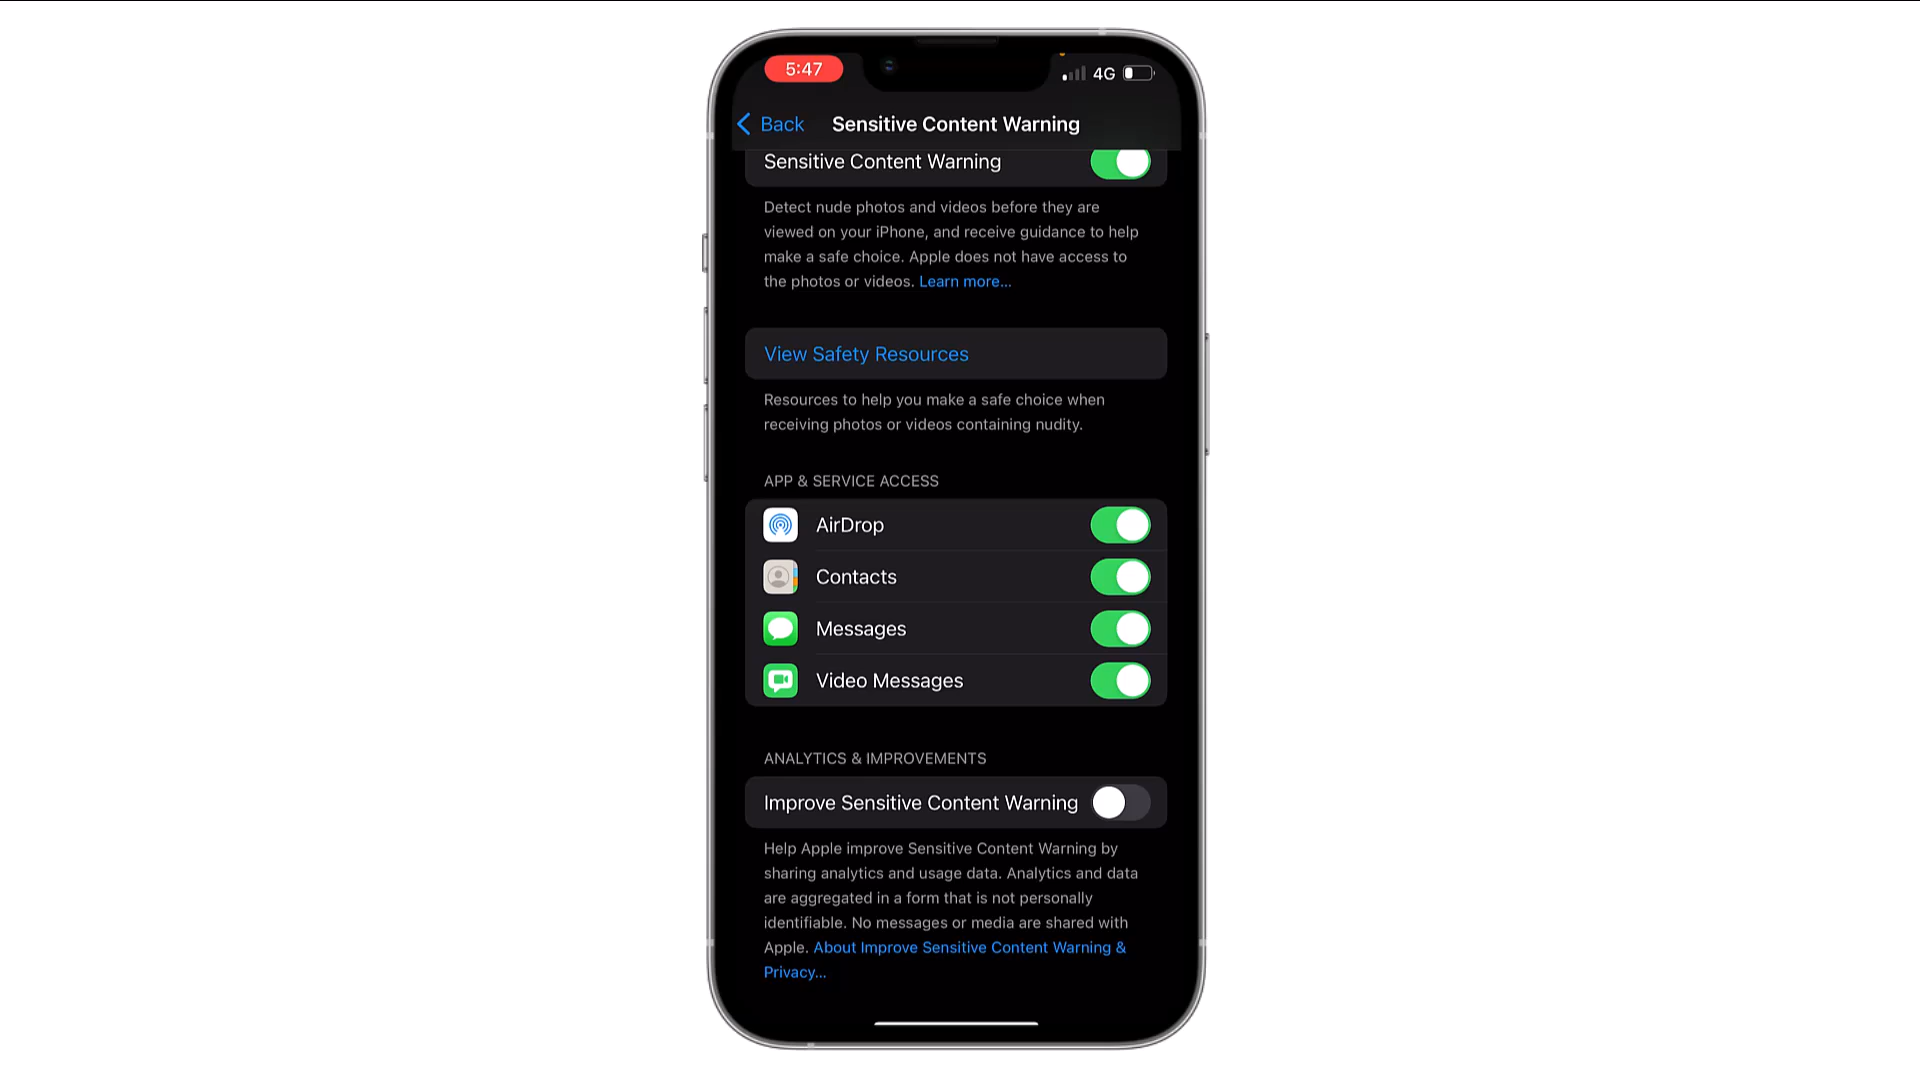 5:47
4G
Back
Sensitive Content Warning
Sensitive Content Warning
Detect nude photos and videos before they are
viewed on your iPhone, and receive guidance to help
make a safe choice. Apple does not have access to
the photos or videos. Learn more...
View Safety Resources
Resources to help you make a safe choice when
receiving photos or videos containing nudity.
APP & SERVICE ACCESS
AirDrop
Contacts
Messages
Video Messages
ANALYTICS & IMPROVEMENTS
Improve Sensitive Content Warning
Help Apple improve Sensitive Content Warning by
sharing analytics and usage data. Analytics and data
are aggregated in a form that is not personally
identifiable. No messages or media are shared with
Apple. About Improve Sensitive Content Warning &
Privacy...